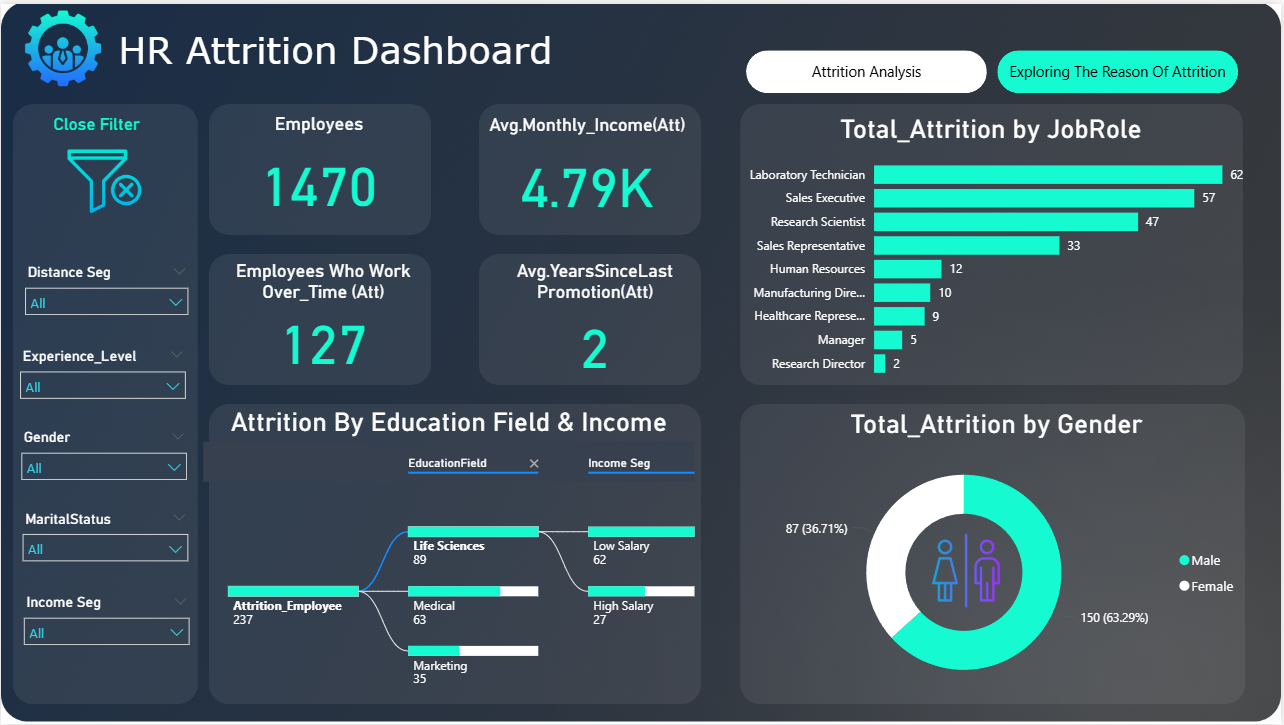 HR Attrition Dashboard
Attrition Analysis
Exploring The Reason Of Attrition
Close Filter
Distance Seg
All
Experience_Level
All
Gender
All
MaritalStatus
All
Income Seg
All
Employees
1470
Avg.Monthly_Income(Att)
4.79K
Employees Who Work
Over_Time (Att)
127
Avg.YearsSinceLast
Promotion(Att)
2
Total_Attrition by JobRole
Laboratory Technician 62
Sales Executive 57
Research Scientist 47
Sales Representative 33
Human Resources 12
Manufacturing Dire... 10
Healthcare Represe... 9
Manager 5
Research Director 2
Attrition By Education Field & Income
EducationField
Income Seg
Attrition_Employee
237
Life Sciences
89
Medical
63
Marketing
35
Low Salary
62
High Salary
27
Total_Attrition by Gender
87 (36.71%)
150 (63.29%)
Male
Female